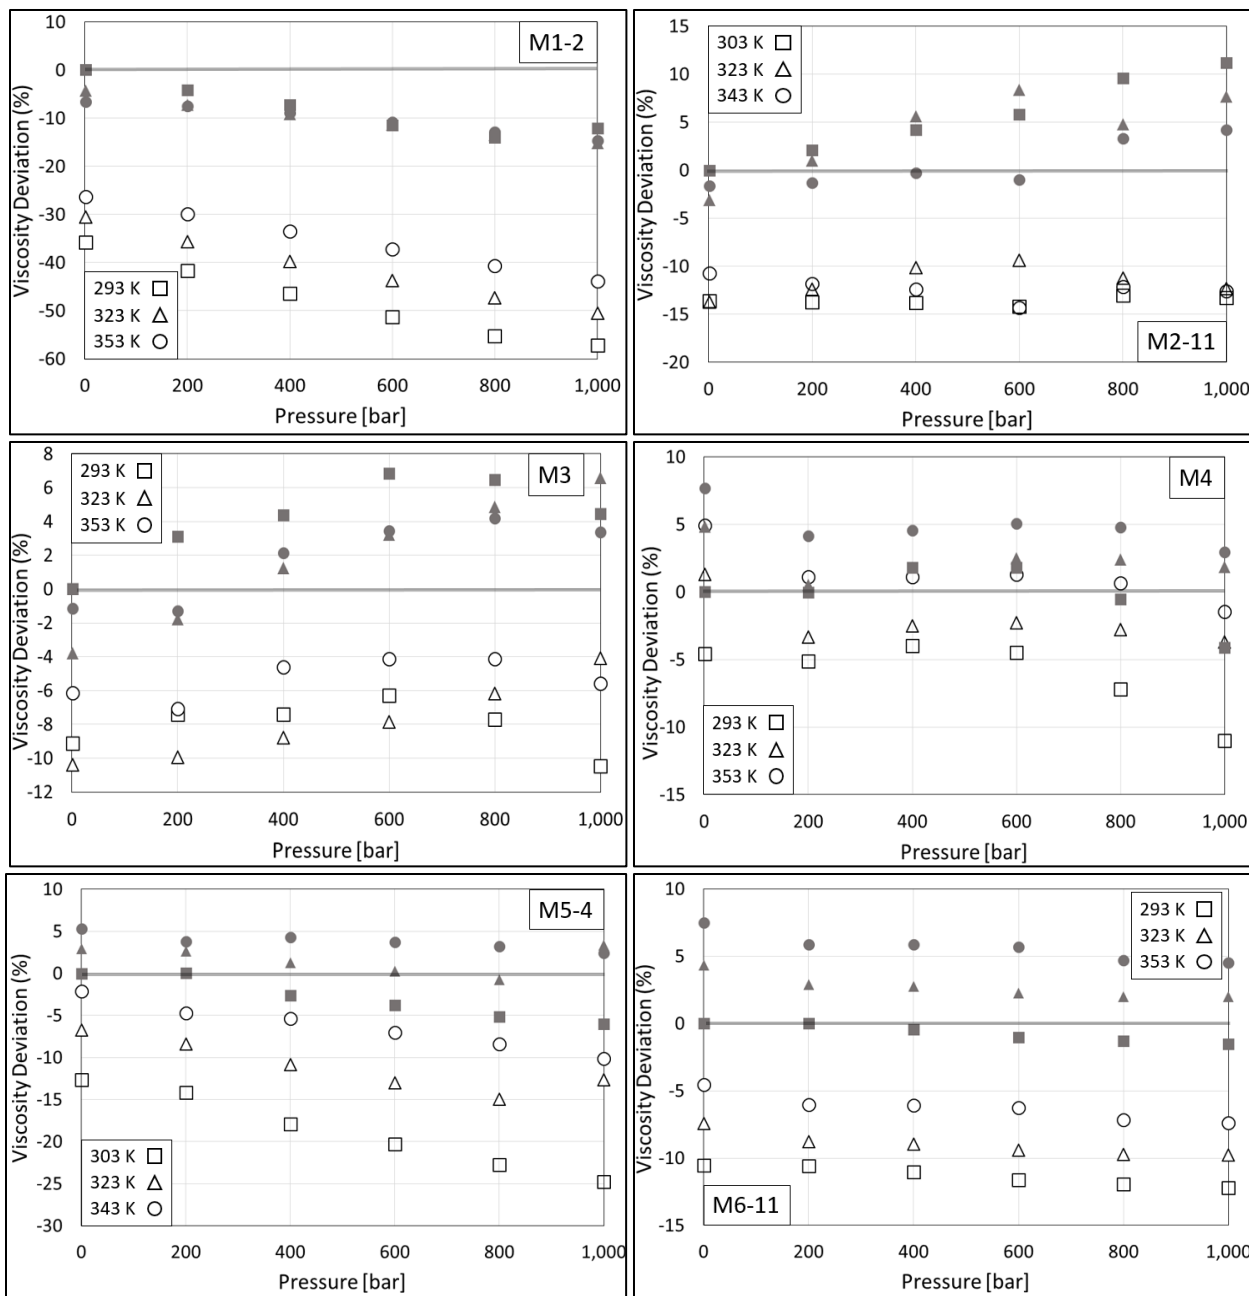 M1-2
Viscosity Deviation (%)
10
0
-10
-20
-30
-40
-50
-60
293 K
323 K
353 K
0 200 400 600 800 1,000
Pressure [bar]
M2-11
Viscosity Deviation (%)
15
10
5
0
-5
-10
-15
-20
303 K
323 K
343 K
0 200 400 600 800 1,000
Pressure [bar]
M3
Viscosity Deviation (%)
8
6
4
2
0
-2
-4
-6
-8
-10
-12
293 K
323 K
353 K
0 200 400 600 800 1,000
Pressure [bar]
M4
Viscosity Deviation (%)
10
5
0
-5
-10
-15
293 K
323 K
353 K
0 200 400 600 800 1,000
Pressure [bar]
M5-4
Viscosity Deviation (%)
10
5
0
-5
-10
-15
-20
-25
-30
303 K
323 K
343 K
0 200 400 600 800 1,000
Pressure [bar]
M6-11
Viscosity Deviation (%)
10
5
0
-5
-10
-15
293 K
323 K
353 K
0 200 400 600 800 1,000
Pressure [bar]